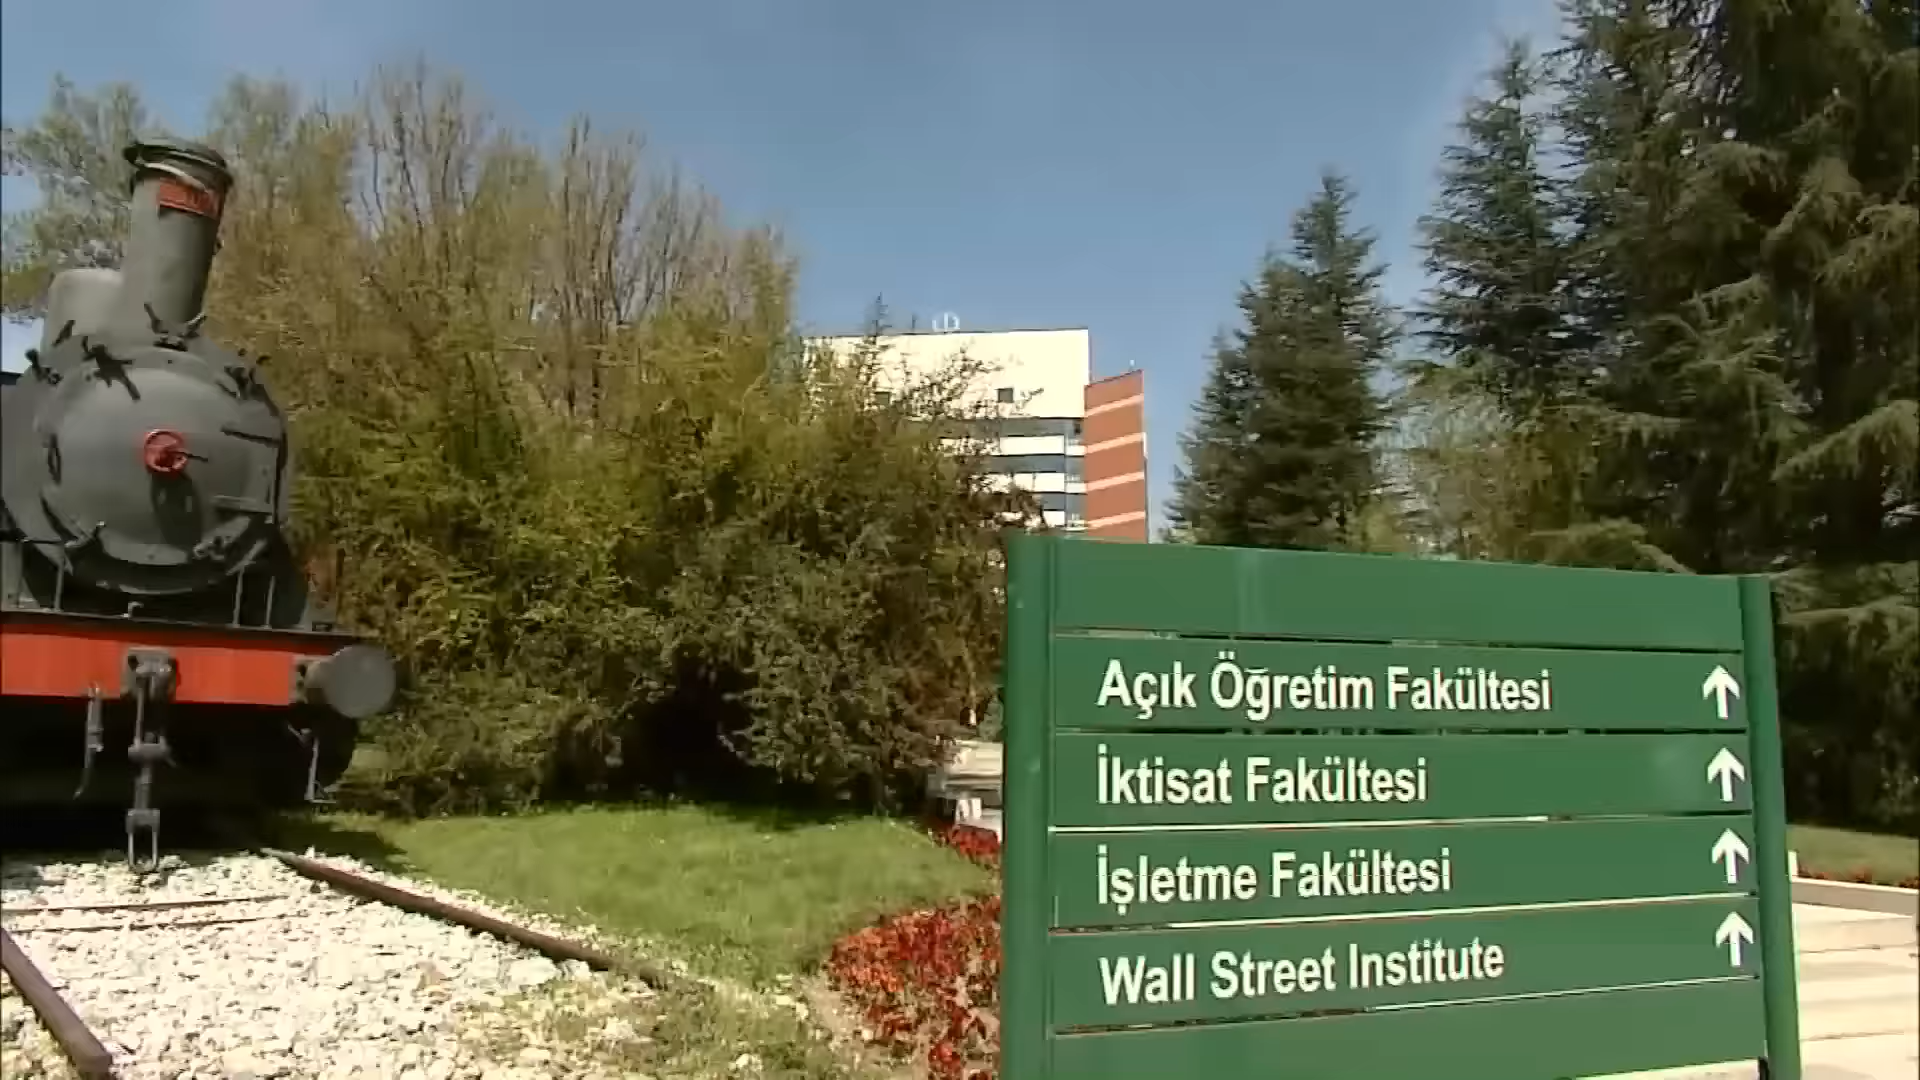 Açık Öğretim Fakültesi
İktisat Fakültesi
İşletme Fakültesi
Wall Street Institute